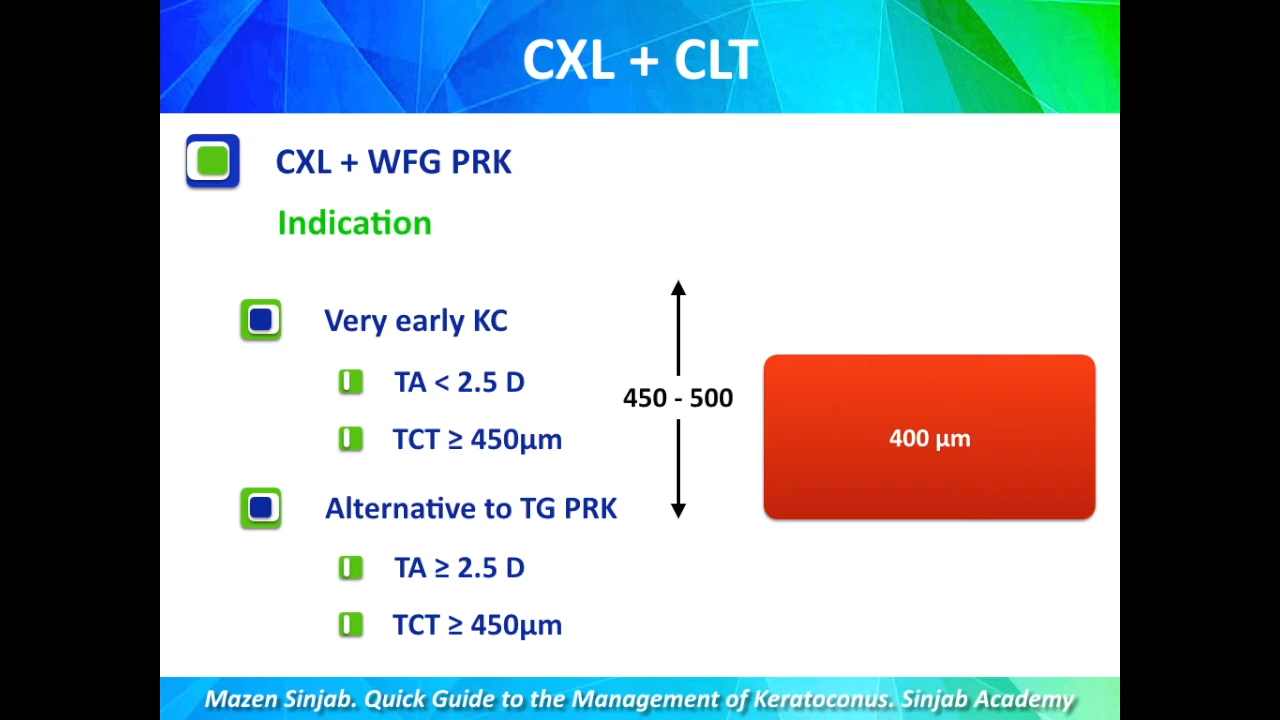 CXL + CLT
CXL + WFG PRK
Indication
Very early KC
TA < 2.5 D
TCT ≥ 450µm
450 - 500
400 µm
Alternative to TG PRK
TA ≥ 2.5 D
TCT ≥ 450µm
Mazen Sinjab. Quick Guide to the Management of Keratoconus. Sinjab Academy